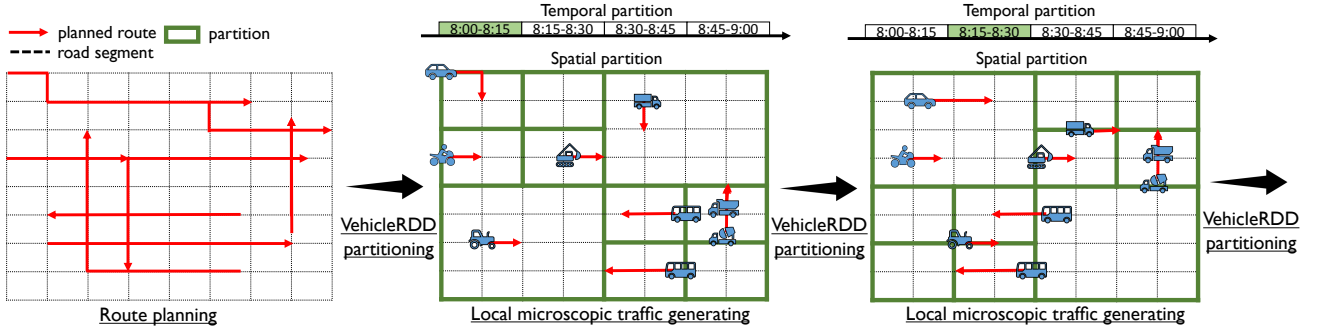 planned route
partition
road segment
Route planning
VehicleRDD
partitioning
Temporal partition
8:00-8:15 8:15-8:30 8:30-8:45 8:45-9:00
Spatial partition
Local microscopic traffic generating
VehicleRDD
partitioning
Temporal partition
8:00-8:15 8:15-8:30 8:30-8:45 8:45-9:00
Spatial partition
Local microscopic traffic generating
VehicleRDD
partitioning